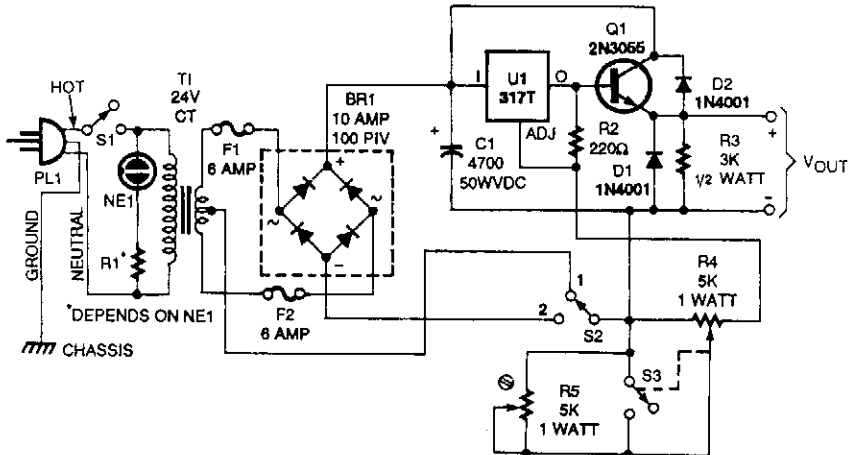 HOT
S1
PL1
GROUND
NEUTRAL
NE1
R1*
*DEPENDS ON NE1
CHASSIS
T1
24V
CT
F1
6 AMP
F2
6 AMP
BR1
10 AMP
100 PIV
+
~
~
−
+
C1
4700
50WVDC
I
U1
317T
O
ADJ
Q1
2N3055
R2
220Ω
D1
1N4001
D2
1N4001
R3
3K
1/2 WATT
+
−
VOUT
1
2
S2
R4
5K
1 WATT
R5
5K
1 WATT
S3